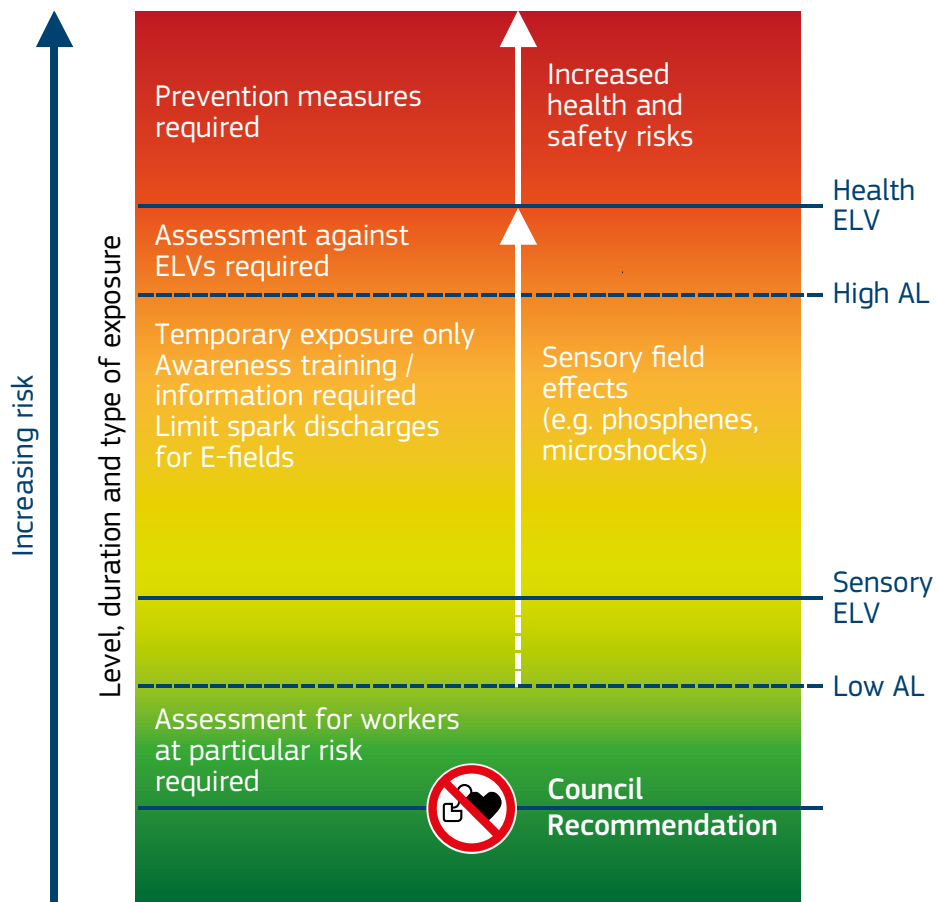 Increasing risk
Level, duration and type of exposure
Prevention measures
required
Increased
health and
safety risks
Health
ELV
Assessment against
ELVs required
High AL
Temporary exposure only
Awareness training /
information required
Limit spark discharges
for E-fields
Sensory field
effects
(e.g. phosphenes,
microshocks)
Sensory
ELV
Low AL
Assessment for workers
at particular risk
required
Council
Recommendation